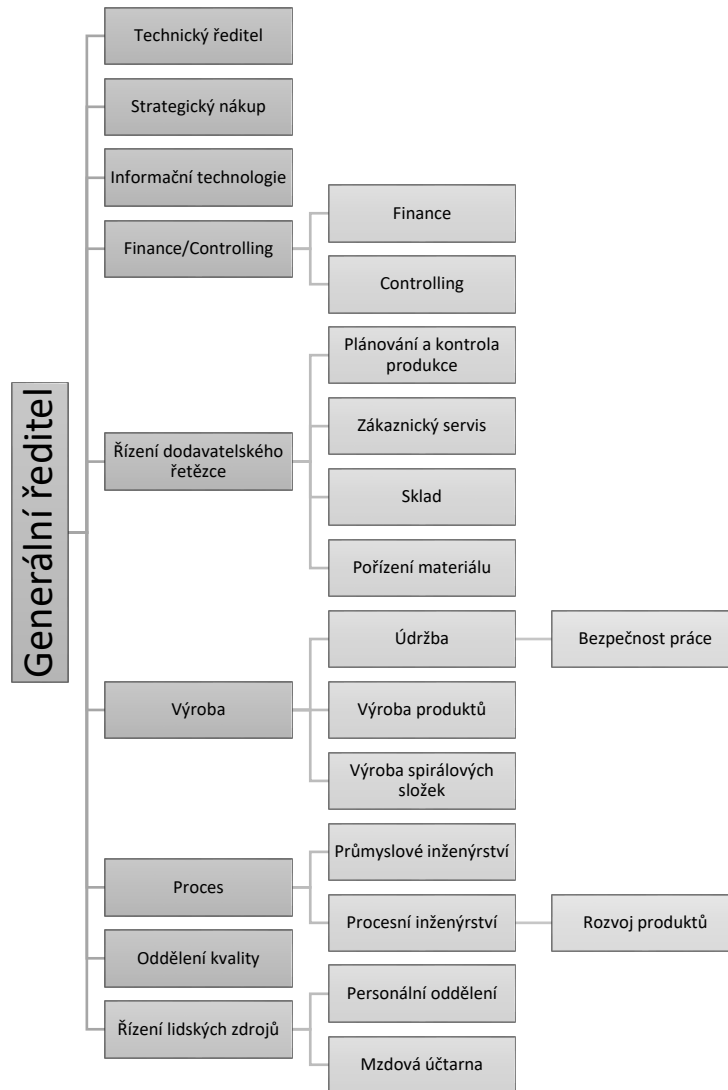 Generální ředitel
Technický ředitel
Strategický nákup
Informační technologie
Finance/Controlling
Finance
Controlling
Řízení dodavatelského
řetězce
Plánování a kontrola
produkce
Zákaznický servis
Sklad
Pořízení materiálu
Výroba
Údržba
Bezpečnost práce
Výroba produktů
Výroba spirálových
složek
Proces
Průmyslové inženýrství
Procesní inženýrství
Rozvoj produktů
Oddělení kvality
Řízení lidských zdrojů
Personální oddělení
Mzdová účtarna